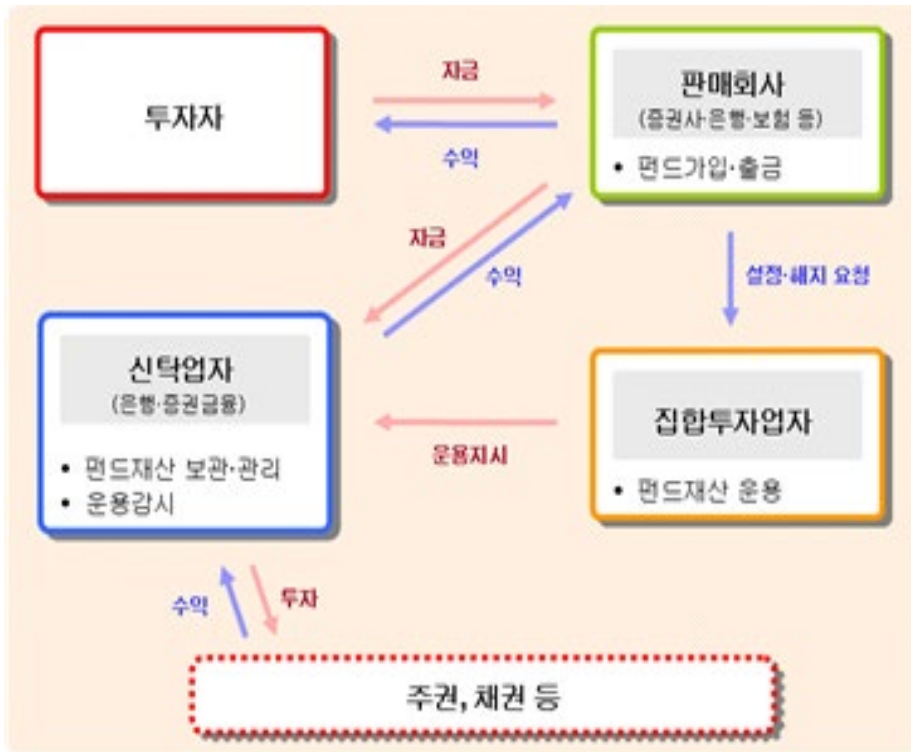 투자자
자금
수익
판매회사
(증권사·은행·보험 등)
• 펀드가입·출금
자금
수익
설정·해지 요청
신탁업자
(은행·증권금융)
• 펀드재산 보관·관리
• 운용감시
운용지시
집합투자업자
• 펀드재산 운용
수익
투자
주권, 채권 등